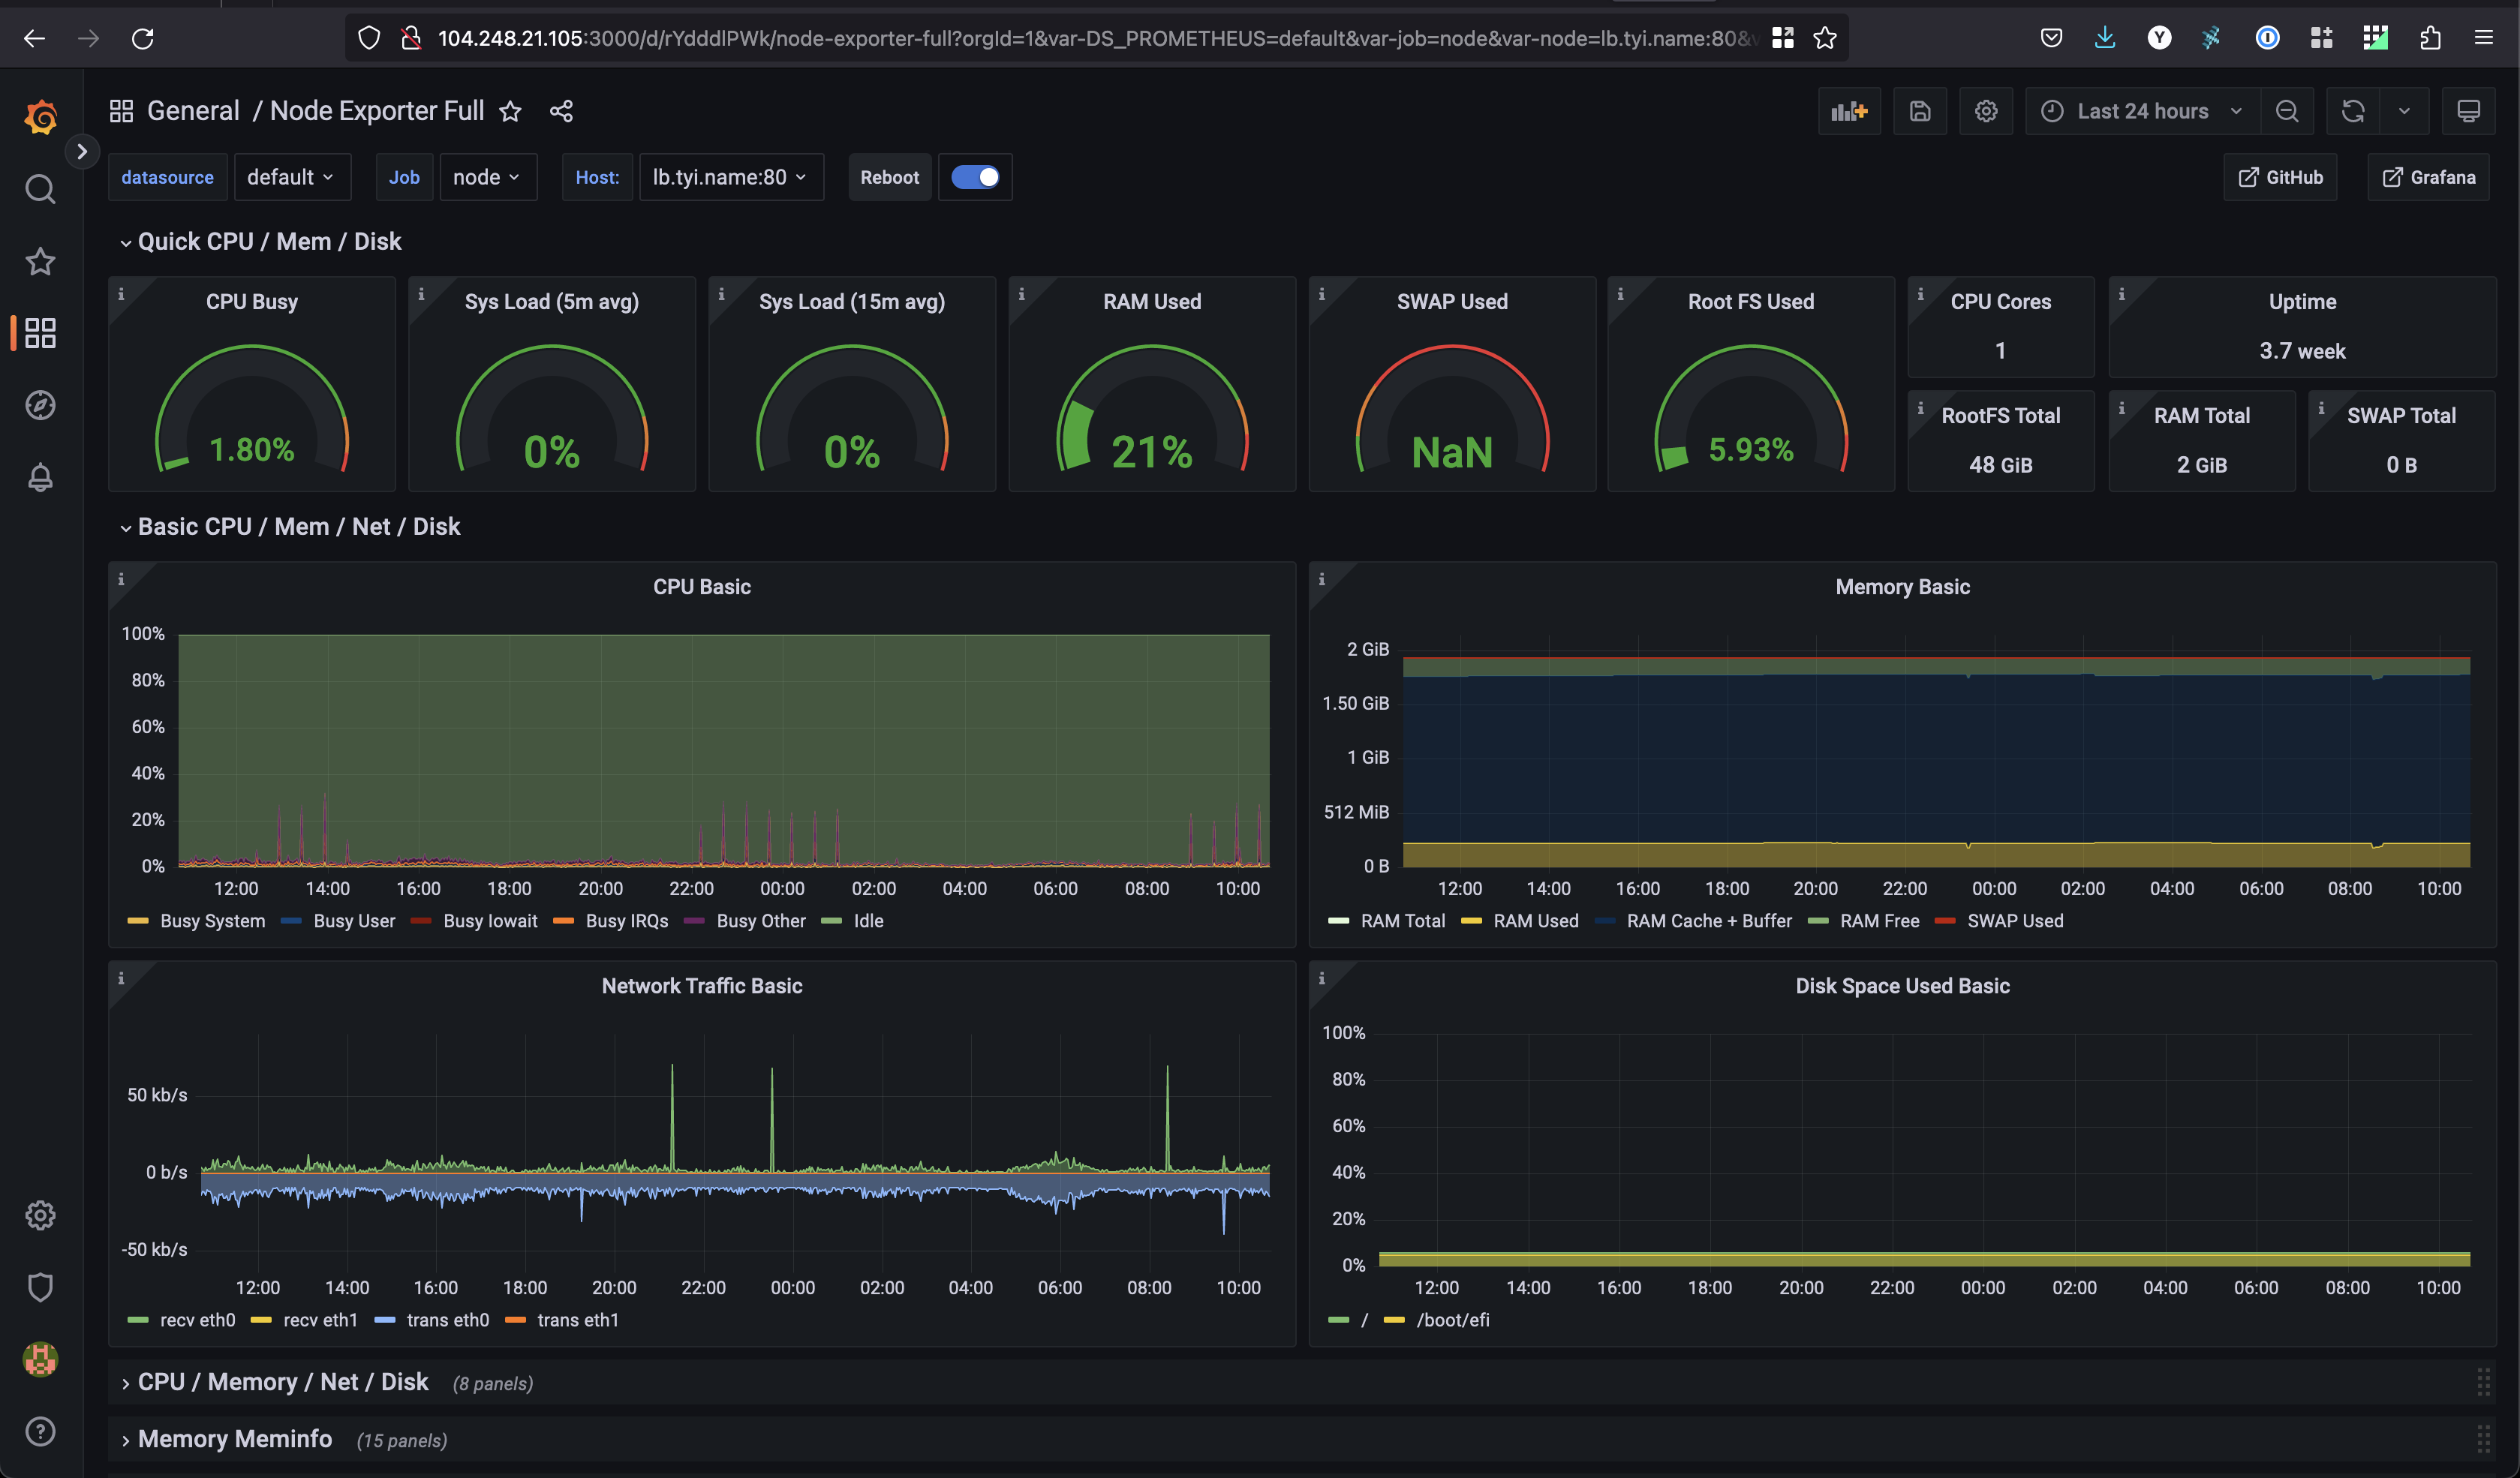 104.248.21.105:3000/d/rYdddlPWk/node-exporter-full?orgId=1&var-DS_PROMETHEUS=default&var-job=node&var-node=lb.tyi.name:80&
General / Node Exporter Full
Last 24 hours
datasource default Job node Host: lb.tyi.name:80 Reboot GitHub Grafana
Quick CPU / Mem / Disk
CPU Busy
1.80%
Sys Load (5m avg)
0%
Sys Load (15m avg)
0%
RAM Used
21%
SWAP Used
NaN
Root FS Used
5.93%
CPU Cores
1
Uptime
3.7 week
RootFS Total
48 GiB
RAM Total
2 GiB
SWAP Total
0 B
Basic CPU / Mem / Net / Disk
CPU Basic
100%
80%
60%
40%
20%
0%
12:00 14:00 16:00 18:00 20:00 22:00 00:00 02:00 04:00 06:00 08:00 10:00
Busy System Busy User Busy Iowait Busy IRQs Busy Other Idle
Memory Basic
2 GiB
1.50 GiB
1 GiB
512 MiB
0 B
12:00 14:00 16:00 18:00 20:00 22:00 00:00 02:00 04:00 06:00 08:00 10:00
RAM Total RAM Used RAM Cache + Buffer RAM Free SWAP Used
Network Traffic Basic
50 kb/s
0 b/s
-50 kb/s
12:00 14:00 16:00 18:00 20:00 22:00 00:00 02:00 04:00 06:00 08:00 10:00
recv eth0 recv eth1 trans eth0 trans eth1
Disk Space Used Basic
100%
80%
60%
40%
20%
0%
12:00 14:00 16:00 18:00 20:00 22:00 00:00 02:00 04:00 06:00 08:00 10:00
/ /boot/efi
CPU / Memory / Net / Disk (8 panels)
Memory Meminfo (15 panels)